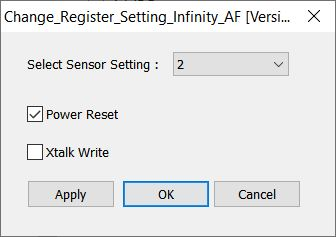 Change_Register_Setting_Infinity_AF [Versi...
Select Sensor Setting : 2
Power Reset
Xtalk Write
Apply OK Cancel